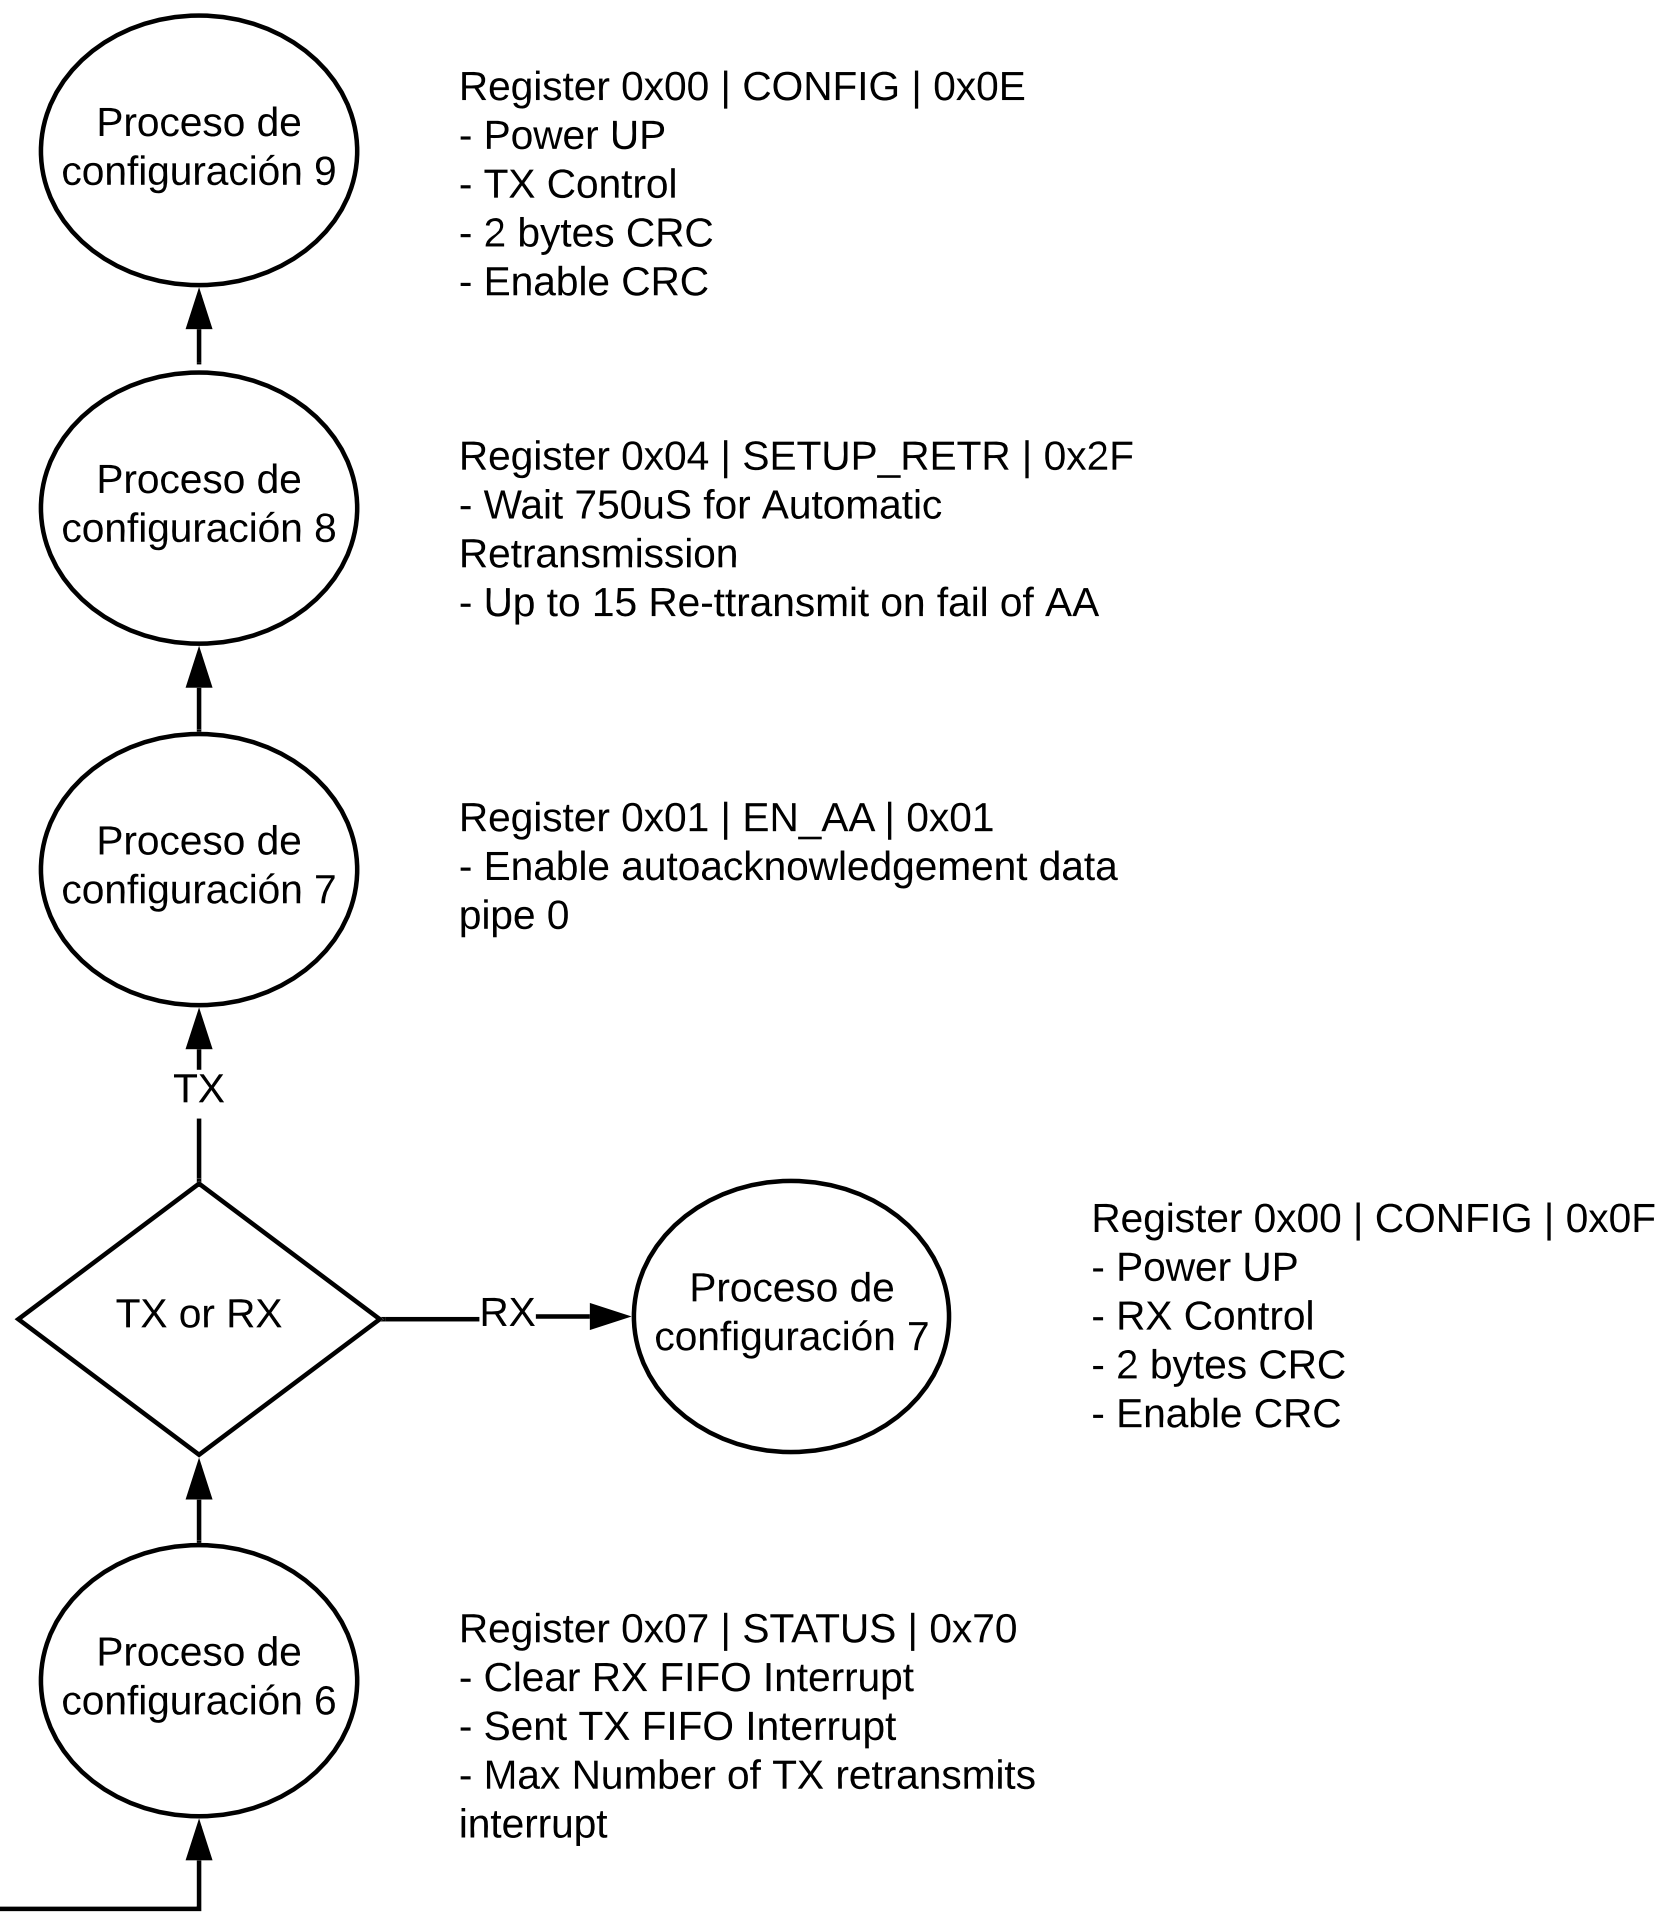 Proceso de
configuración 9
Register 0x00 | CONFIG | 0x0E
- Power UP
- TX Control
- 2 bytes CRC
- Enable CRC
Proceso de
configuración 8
Register 0x04 | SETUP_RETR | 0x2F
- Wait 750uS for Automatic
Retransmission
- Up to 15 Re-ttransmit on fail of AA
Proceso de
configuración 7
Register 0x01 | EN_AA | 0x01
- Enable autoacknowledgement data
pipe 0
TX
TX or RX
RX
Proceso de
configuración 7
Register 0x00 | CONFIG | 0x0F
- Power UP
- RX Control
- 2 bytes CRC
- Enable CRC
Proceso de
configuración 6
Register 0x07 | STATUS | 0x70
- Clear RX FIFO Interrupt
- Sent TX FIFO Interrupt
- Max Number of TX retransmits
interrupt